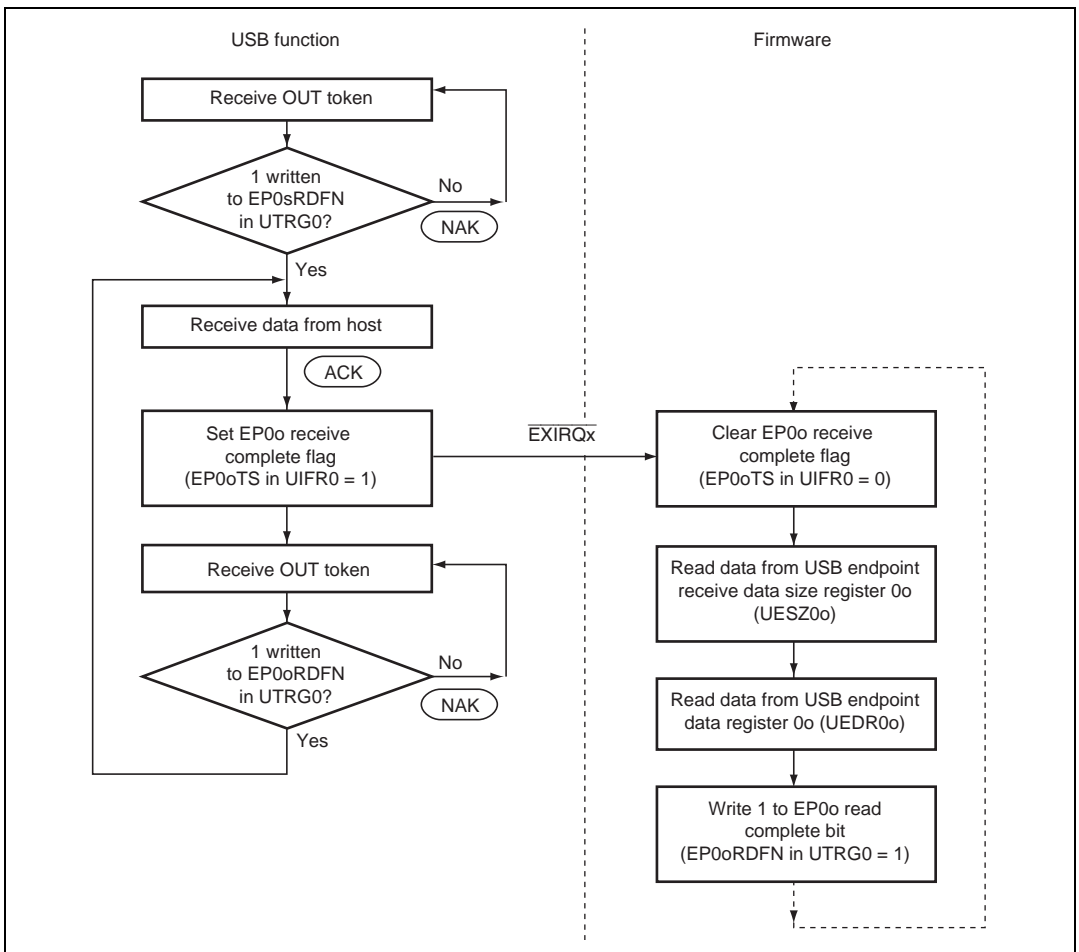 USB function
Receive OUT token
1 written
to EP0sRDFN
in UTRG0?
No
NAK
Yes
Receive data from host
ACK
Set EP0o receive
complete flag
(EP0oTS in UIFR0 = 1)
Receive OUT token
1 written
to EP0oRDFN
in UTRG0?
No
NAK
Yes
EXIRQx
Firmware
Clear EP0o receive
complete flag
(EP0oTS in UIFR0 = 0)
Read data from USB endpoint
receive data size register 0o
(UESZ0o)
Read data from USB endpoint
data register 0o (UEDR0o)
Write 1 to EP0o read
complete bit
(EP0oRDFN in UTRG0 = 1)